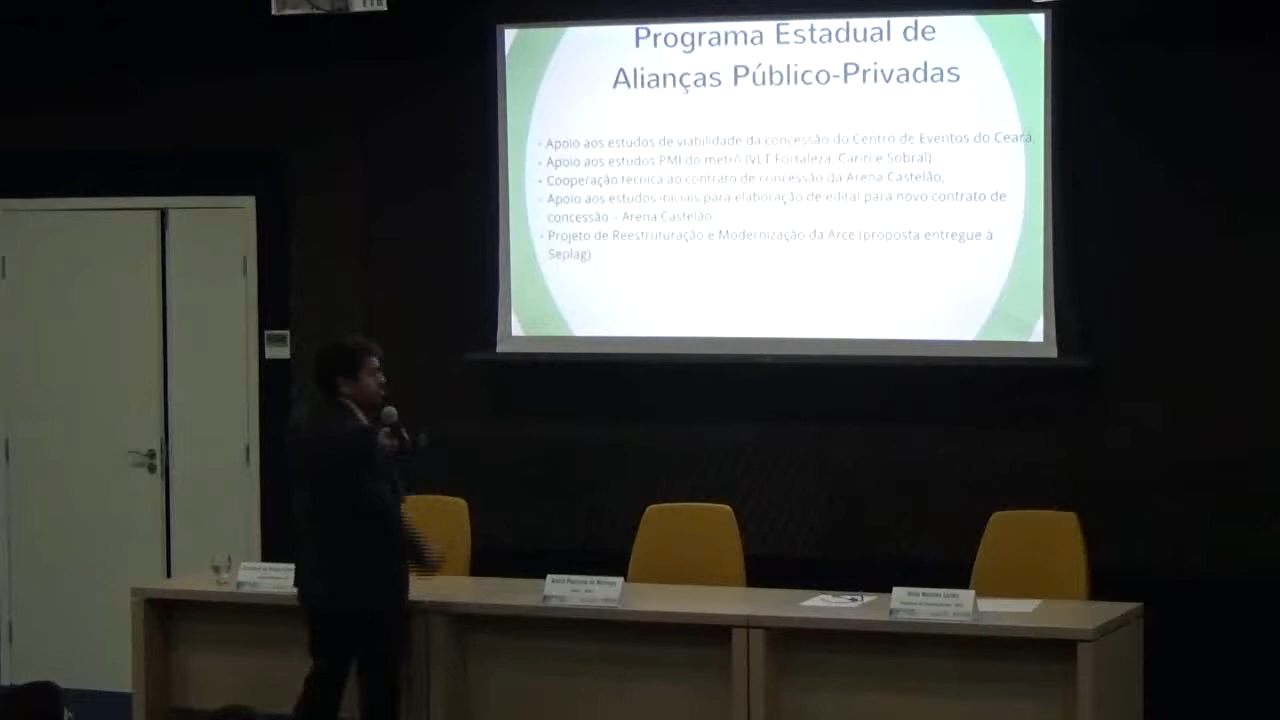 Programa Estadual de
Alianças Público-Privadas
- Apoio aos estudos de viabilidade da concessão do Centro de Eventos do Ceará,
- Apoio aos estudos PMI do metrô (VLT Fortaleza, Cariri e Sobral)
- Cooperação técnica ao contrato de concessão da Arena Castelão,
- Apoio aos estudos iniciais para elaboração de edital para novo contrato de
concessão – Arena Castelão
- Projeto de Reestruturação e Modernização da Arce (proposta entregue à
Seplag)